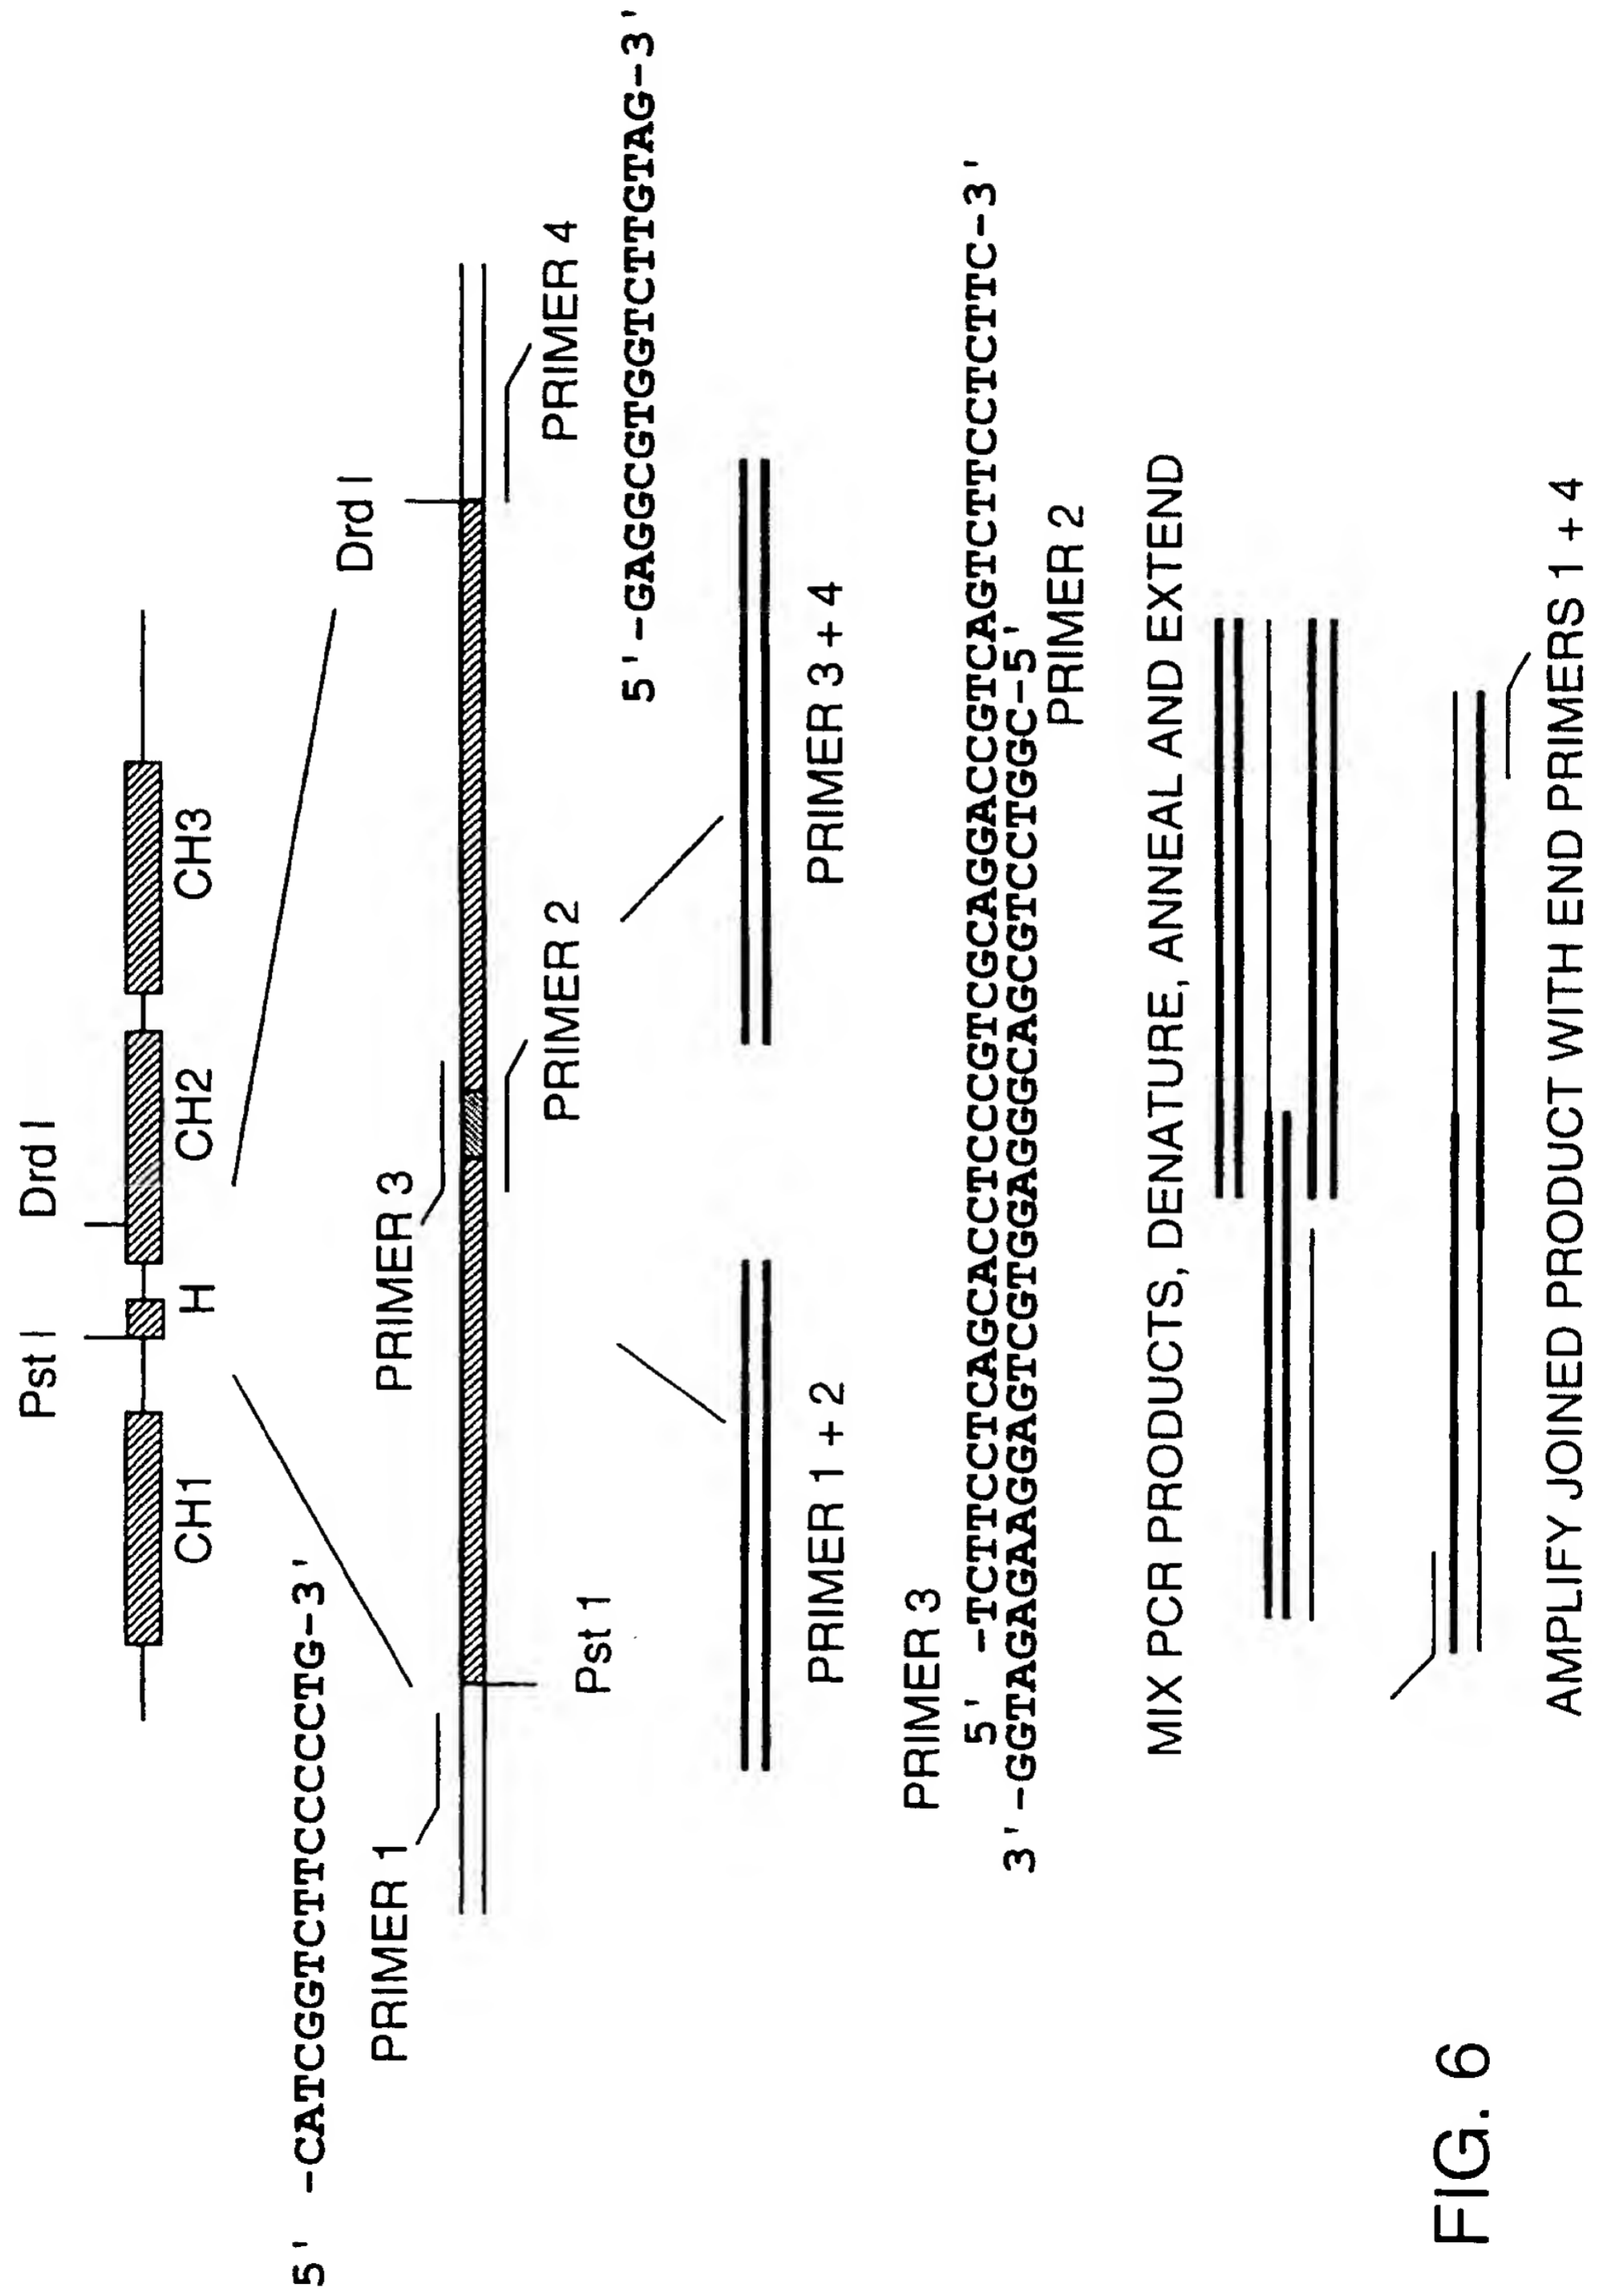 Pst I
Drd I
CH1
H
CH2
CH3
5' -CATCGGTCTTCCCCCTG-3'
PRIMER 1
PRIMER 3
Drd I
Pst 1
PRIMER 2
PRIMER 4
5'-GAGGCGTGGTCTTGTAG-3'
PRIMER 1 + 2
PRIMER 3 + 4
PRIMER 3
5' -TCTTCCTCAGCACCTCCCGTCGCAGGACCGTCAGTCTTCCTCTTC-3'
3'-GGTAGAGAAGGAGTCGTGGAGGGCAGCGTCCTGGC-5'
PRIMER 2
MIX PCR PRODUCTS, DENATURE, ANNEAL AND EXTEND
AMPLIFY JOINED PRODUCT WITH END PRIMERS 1 + 4
FIG. 6